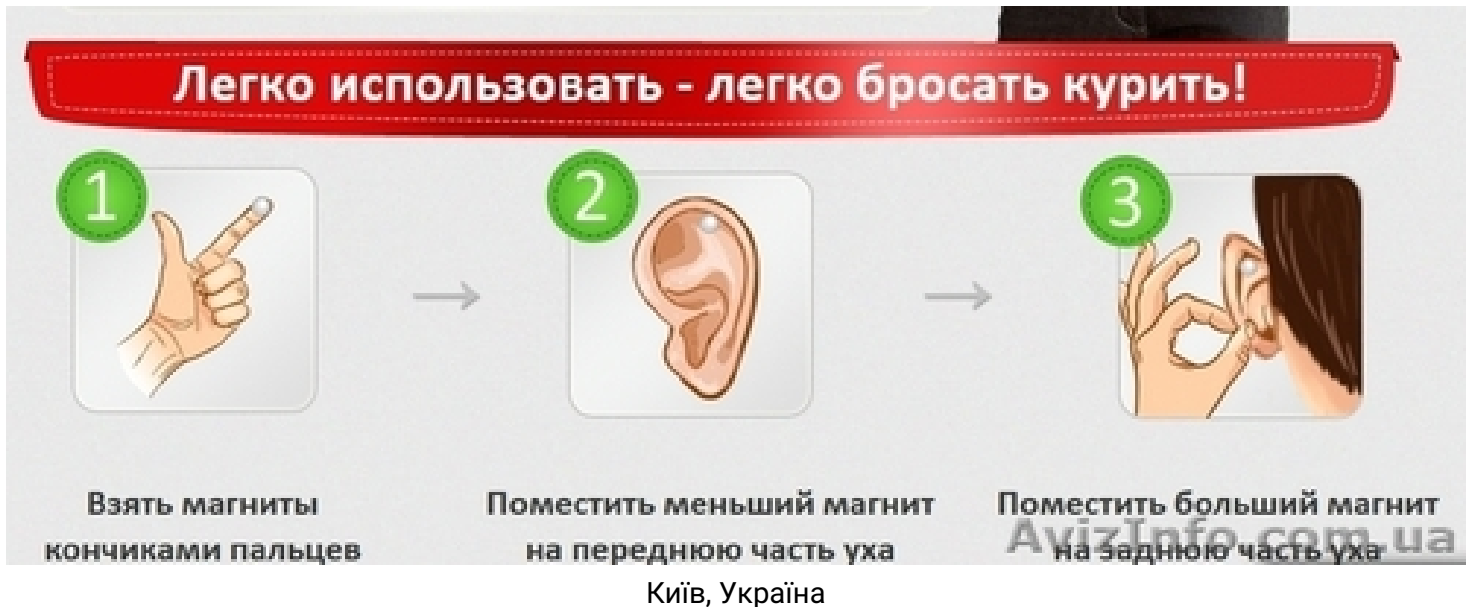 Легко использовать - легко бросать курить!
1
2
3
Взять магниты
кончиками пальцев
Поместить меньший магнит
на переднюю часть уха
Поместить больший магнит
на заднюю часть уха
AvizInfo.com.ua
Київ, Україна